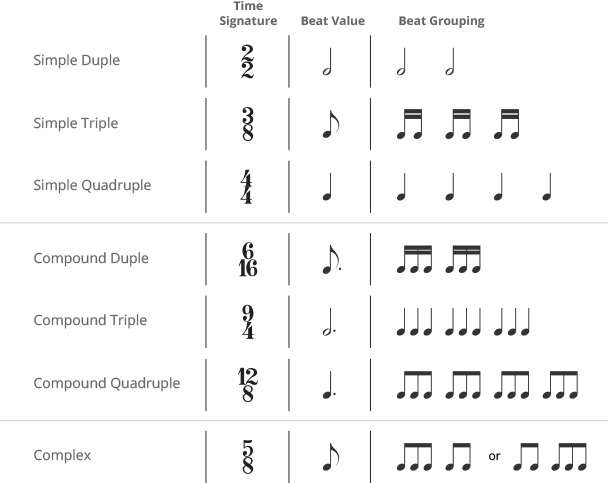 Time
Signature Beat Value Beat Grouping
Simple Duple 2/2
Simple Triple 3/8
Simple Quadruple 4/4
Compound Duple 6/16
Compound Triple 9/4
Compound Quadruple 12/8
Complex 5/8 or